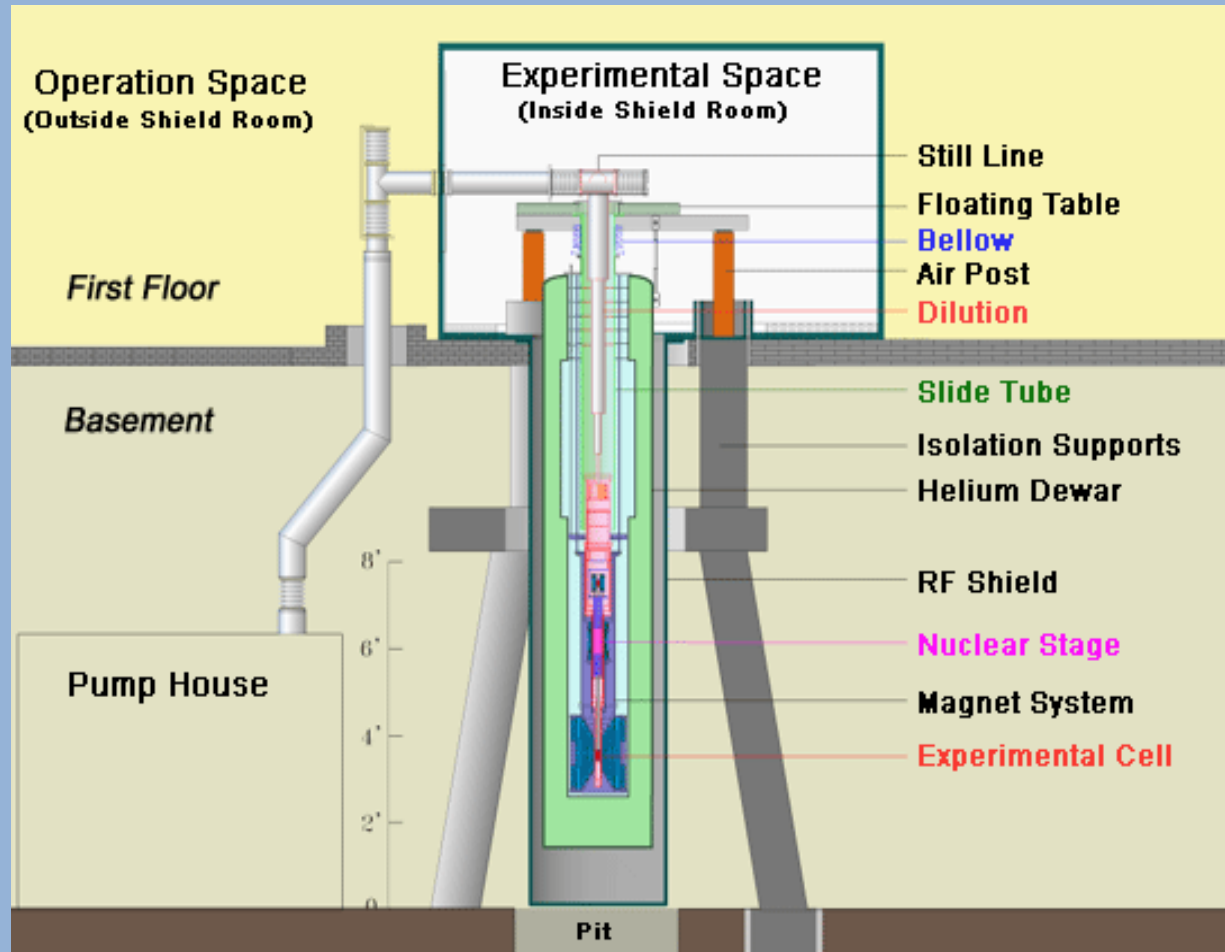 Operation Space
(Outside Shield Room)
Experimental Space
(Inside Shield Room)
Still Line
Floating Table
Bellow
Air Post
Dilution
First Floor
Slide Tube
Basement
Isolation Supports
Helium Dewar
8'
RF Shield
6'
Nuclear Stage
Pump House
Magnet System
4'
Experimental Cell
2'
0
Pit